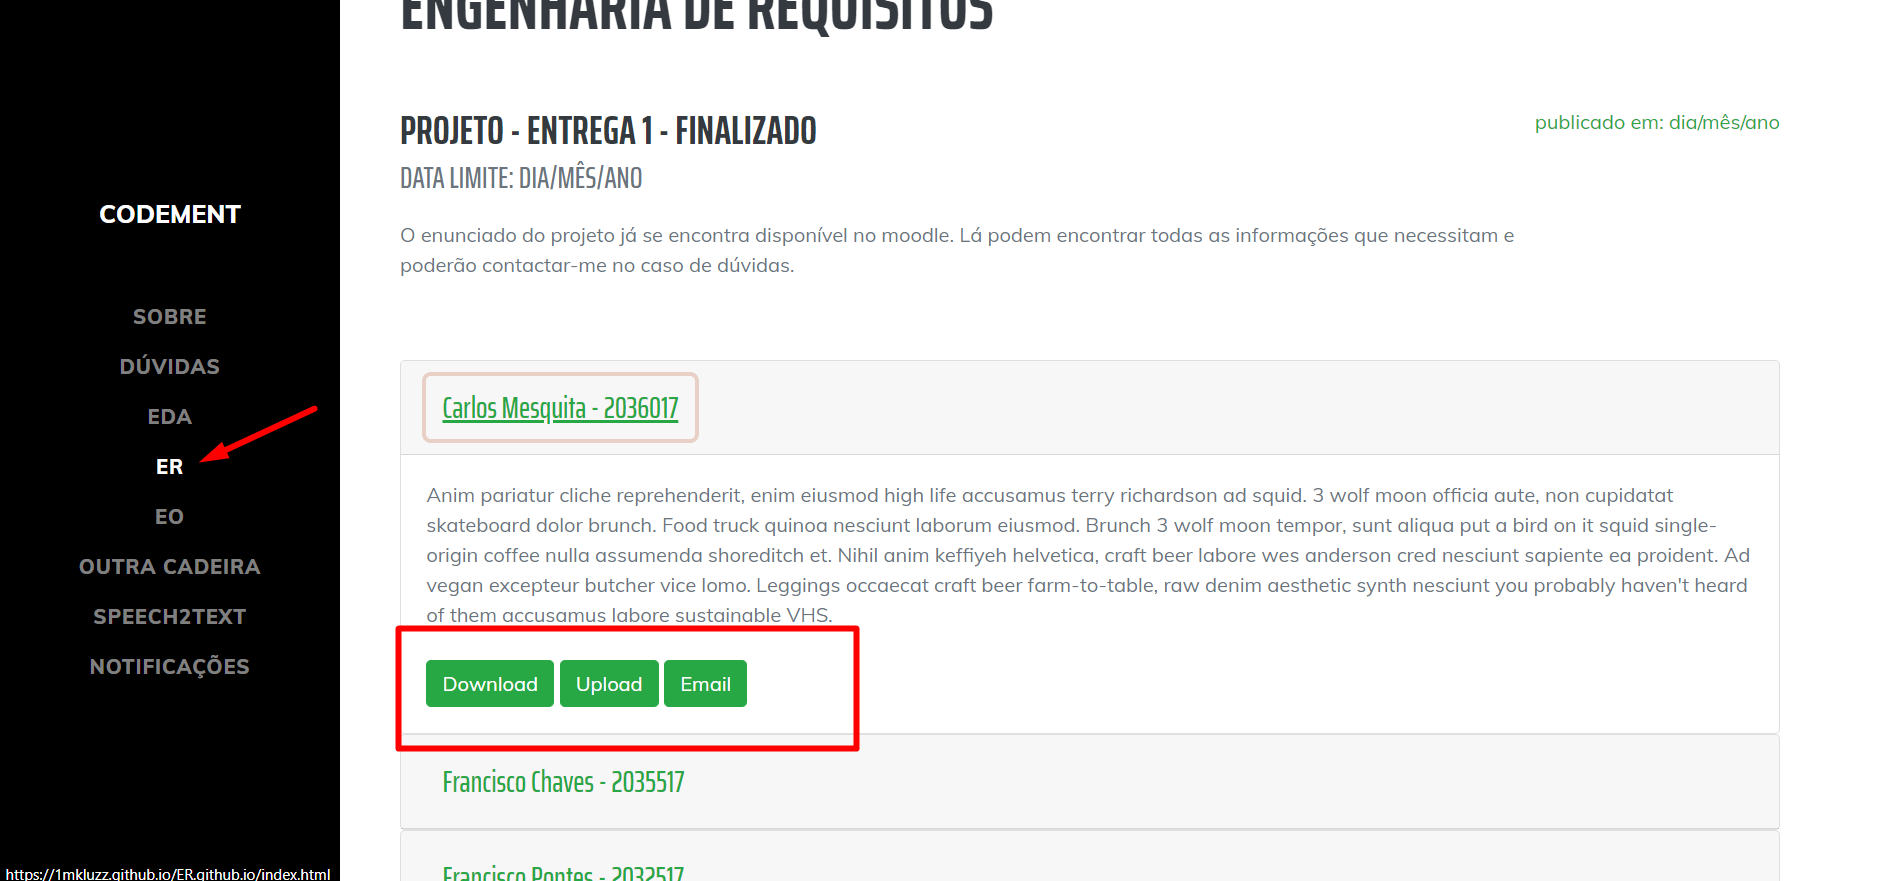 ENGENHARIA DE REQUISITOS
CODEMENT
SOBRE
DÚVIDAS
EDA
ER
EO
OUTRA CADEIRA
SPEECH2TEXT
NOTIFICAÇÕES
https://1mkluzz.github.io/ER.github.io/index.html
PROJETO - ENTREGA 1 - FINALIZADO
publicado em: dia/mês/ano
DATA LIMITE: DIA/MÊS/ANO
O enunciado do projeto já se encontra disponível no moodle. Lá podem encontrar todas as informações que necessitam e
poderão contactar-me no caso de dúvidas.
Carlos Mesquita - 2036017
Anim pariatur cliche reprehenderit, enim eiusmod high life accusamus terry richardson ad squid. 3 wolf moon officia aute, non cupidatat
skateboard dolor brunch. Food truck quinoa nesciunt laborum eiusmod. Brunch 3 wolf moon tempor, sunt aliqua put a bird on it squid single-
origin coffee nulla assumenda shoreditch et. Nihil anim keffiyeh helvetica, craft beer labore wes anderson cred nesciunt sapiente ea proident. Ad
vegan excepteur butcher vice lomo. Leggings occaecat craft beer farm-to-table, raw denim aesthetic synth nesciunt you probably haven't heard
of them accusamus labore sustainable VHS.
Download Upload Email
Francisco Chaves - 2035517
Francisco Pontes - 2032517